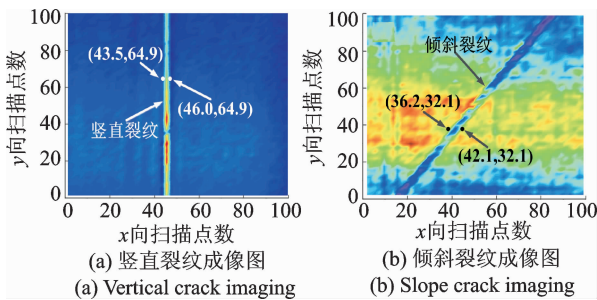 100
80
60
40
20
0
y向扫描点数
(43.5,64.9)
(46.0,64.9)
竖直裂纹
0 20 40 60 80 100
x向扫描点数
(a) 竖直裂纹成像图
(a) Vertical crack imaging
100
80
60
40
20
0
y向扫描点数
倾斜裂纹
(36.2,32.1)
(42.1,32.1)
0 20 40 60 80 100
x向扫描点数
(b) 倾斜裂纹成像图
(b) Slope crack imaging